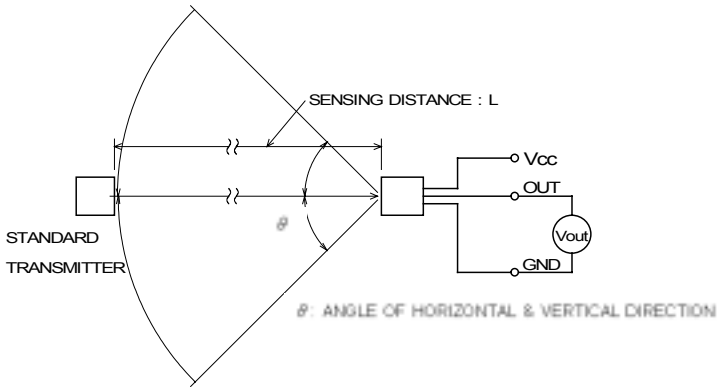 SENSING DISTANCE : L
Vcc
OUT
Vout
GND
STANDARD
TRANSMITTER
θ
θ : ANGLE OF HORIZONTAL & VERTICAL DIRECTION